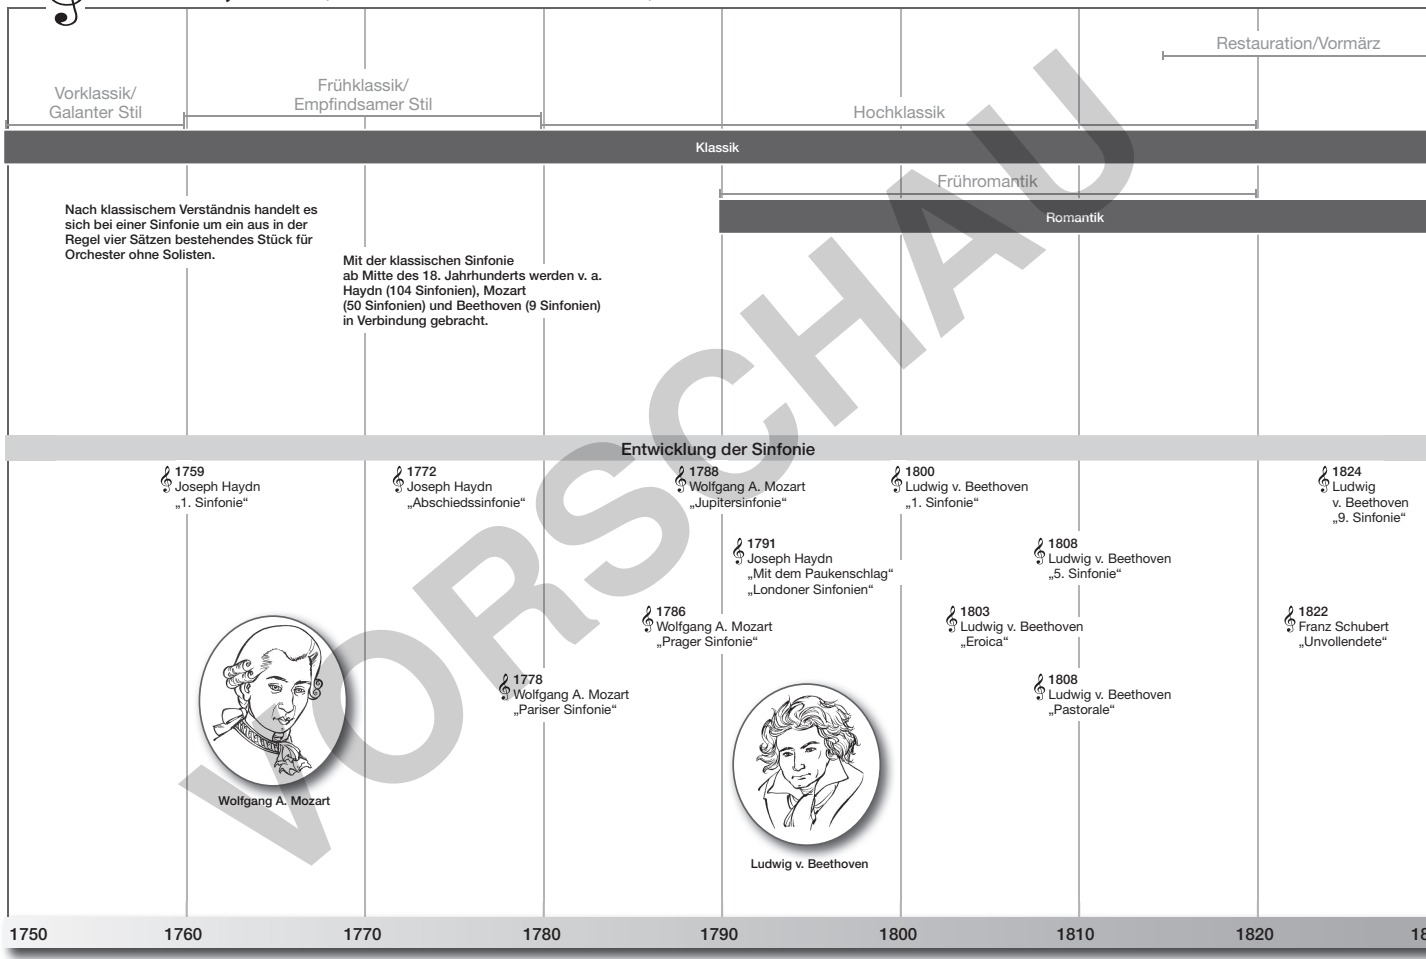 Restauration/Vormärz
Vorklassik/
Galanter Stil
Frühklassik/
Empfindsamer Stil
Hochklassik
Klassik
Frühromantik
Romantik
Nach klassischem Verständnis handelt es
sich bei einer Sinfonie um ein aus in der
Regel vier Sätzen bestehendes Stück für
Orchester ohne Solisten.
Mit der klassischen Sinfonie
ab Mitte des 18. Jahrhunderts werden v. a.
Haydn (104 Sinfonien), Mozart
(50 Sinfonien) und Beethoven (9 Sinfonien)
in Verbindung gebracht.
Entwicklung der Sinfonie
1759
Joseph Haydn
„1. Sinfonie“
1772
Joseph Haydn
„Abschiedssinfonie“
1788
Wolfgang A. Mozart
„Jupitersinfonie“
1800
Ludwig v. Beethoven
„1. Sinfonie“
1824
Ludwig
v. Beethoven
„9. Sinfonie“
1791
Joseph Haydn
„Mit dem Paukenschlag“
„Londoner Sinfonien“
1808
Ludwig v. Beethoven
„5. Sinfonie“
1786
Wolfgang A. Mozart
„Prager Sinfonie“
1803
Ludwig v. Beethoven
„Eroica“
1822
Franz Schubert
„Unvollendete“
1778
Wolfgang A. Mozart
„Pariser Sinfonie“
1808
Ludwig v. Beethoven
„Pastorale“
Wolfgang A. Mozart
Ludwig v. Beethoven
1750 1760 1770 1780 1790 1800 1810 1820
VORSCHAU